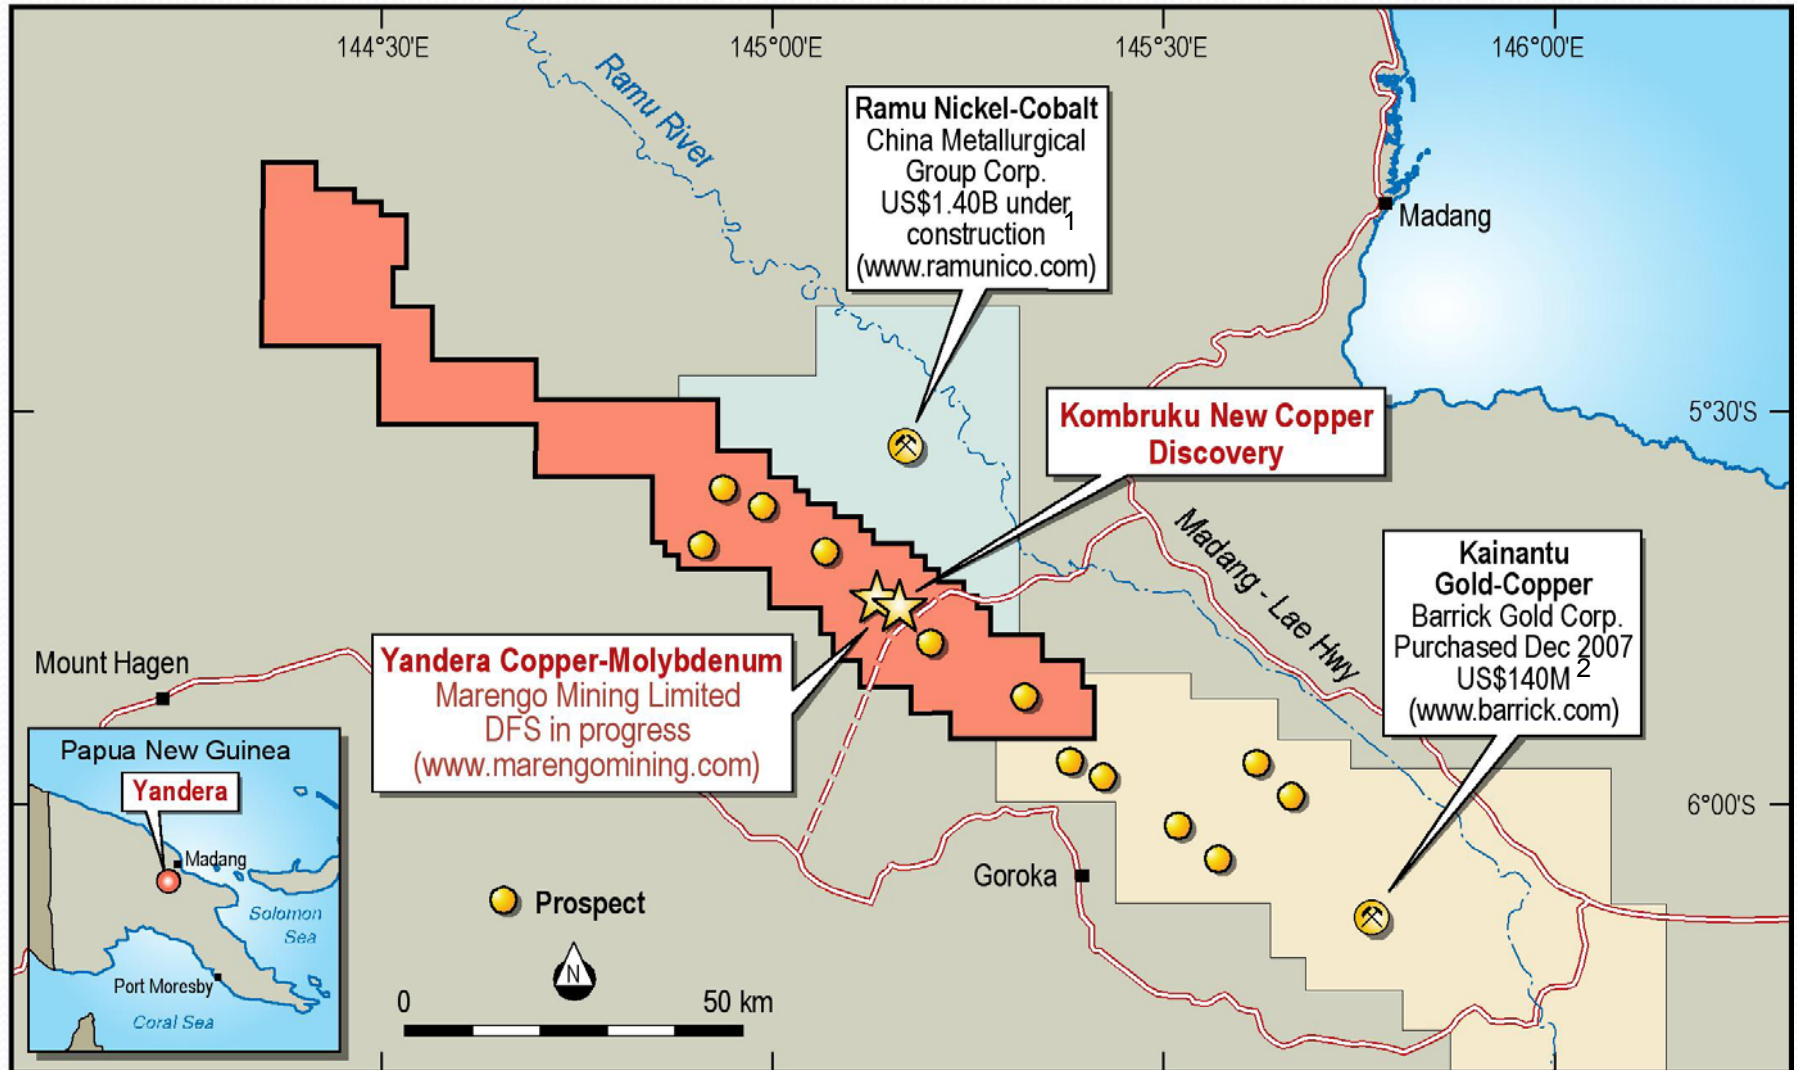 144°30'E
145°00'E
145°30'E
146°00'E
Ramu River
Ramu Nickel-Cobalt
China Metallurgical
Group Corp.
US$1.40B under
construction 1
(www.ramunico.com)
Madang
Kombruku New Copper
Discovery
5°30'S
Madang - Lae Hwy
Kainantu
Gold-Copper
Barrick Gold Corp.
Purchased Dec 2007
US$140M 2
(www.barrick.com)
Mount Hagen
Yandera Copper-Molybdenum
Marengo Mining Limited
DFS in progress
(www.marengomining.com)
6°00'S
Papua New Guinea
Yandera
Madang
Solomon
Sea
Port Moresby
Coral Sea
Goroka
Prospect
N
0
50 km